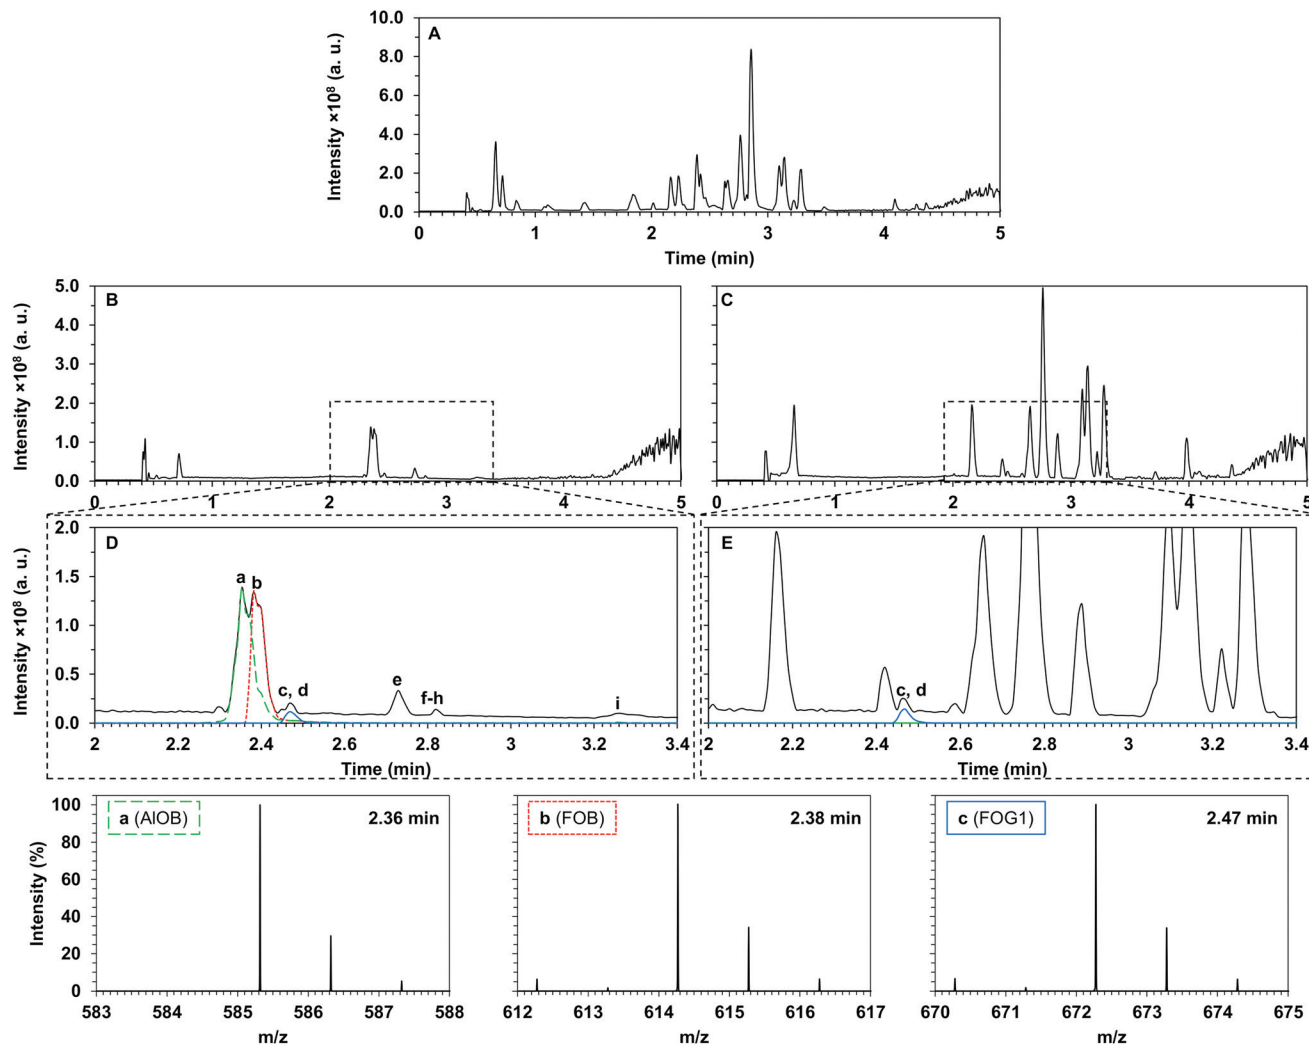 A
Intensity ×10⁸ (a. u.)
10.0
8.0
6.0
4.0
2.0
0.0
0 1 2 3 4 5
Time (min)
B
Intensity ×10⁸ (a. u.)
5.0
4.0
3.0
2.0
1.0
0.0
0 1 2 3 4 5
C
0 1 2 3 4 5
D
Intensity ×10⁸ (a. u.)
2.0
1.5
1.0
0.5
0.0
a b
c, d
e
f-h
i
2 2.2 2.4 2.6 2.8 3 3.2 3.4
Time (min)
E
c, d
2 2.2 2.4 2.6 2.8 3 3.2 3.4
Time (min)
a (AlOB)
2.36 min
Intensity (%)
100
80
60
40
20
0
583 584 585 586 587 588
m/z
b (FOB)
2.38 min
612 613 614 615 616 617
m/z
c (FOG1)
2.47 min
670 671 672 673 674 675
m/z